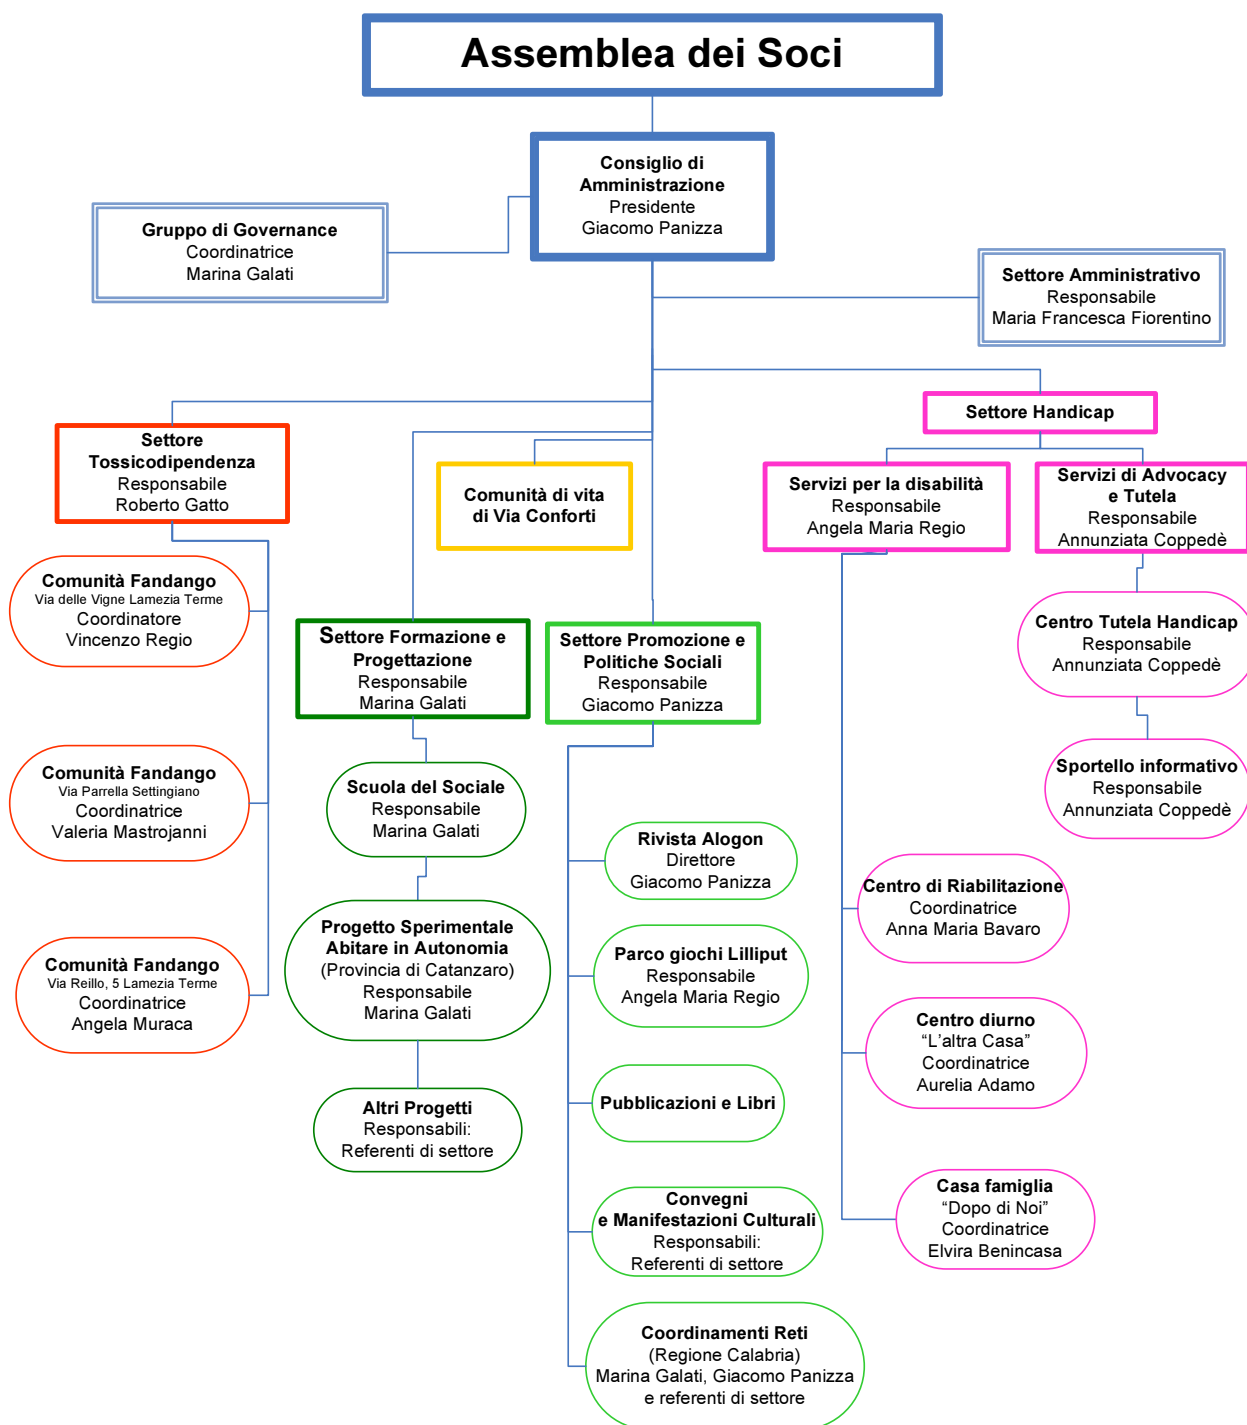 Assemblea dei Soci
Consiglio di
Amministrazione
Presidente
Giacomo Panizza
Gruppo di Governance
Coordinatrice
Marina Galati
Settore Amministrativo
Responsabile
Maria Francesca Fiorentino
Settore
Tossicodipendenza
Responsabile
Roberto Gatto
Comunità Fandango
Via delle Vigne Lamezia Terme
Coordinatore
Vincenzo Regio
Comunità Fandango
Via Parrella Settingiano
Coordinatrice
Valeria Mastrojanni
Comunità Fandango
Via Reillo, 5 Lamezia Terme
Coordinatrice
Angela Muraca
Settore Formazione e
Progettazione
Responsabile
Marina Galati
Scuola del Sociale
Responsabile
Marina Galati
Progetto Sperimentale
Abitare in Autonomia
(Provincia di Catanzaro)
Responsabile
Marina Galati
Altri Progetti
Responsabili:
Referenti di settore
Comunità di vita
di Via Conforti
Settore Promozione e
Politiche Sociali
Responsabile
Giacomo Panizza
Rivista Alogon
Direttore
Giacomo Panizza
Parco giochi Lilliput
Responsabile
Angela Maria Regio
Pubblicazioni e Libri
Convegni
e Manifestazioni Culturali
Responsabili:
Referenti di settore
Coordinamenti Reti
(Regione Calabria)
Marina Galati, Giacomo Panizza
e referenti di settore
Settore Handicap
Servizi per la disabilità
Responsabile
Angela Maria Regio
Centro di Riabilitazione
Coordinatrice
Anna Maria Bavaro
Centro diurno
“L’altra Casa”
Coordinatrice
Aurelia Adamo
Casa famiglia
“Dopo di Noi”
Coordinatrice
Elvira Benincasa
Servizi di Advocacy
e Tutela
Responsabile
Annunziata Coppedè
Centro Tutela Handicap
Responsabile
Annunziata Coppedè
Sportello informativo
Responsabile
Annunziata Coppedè